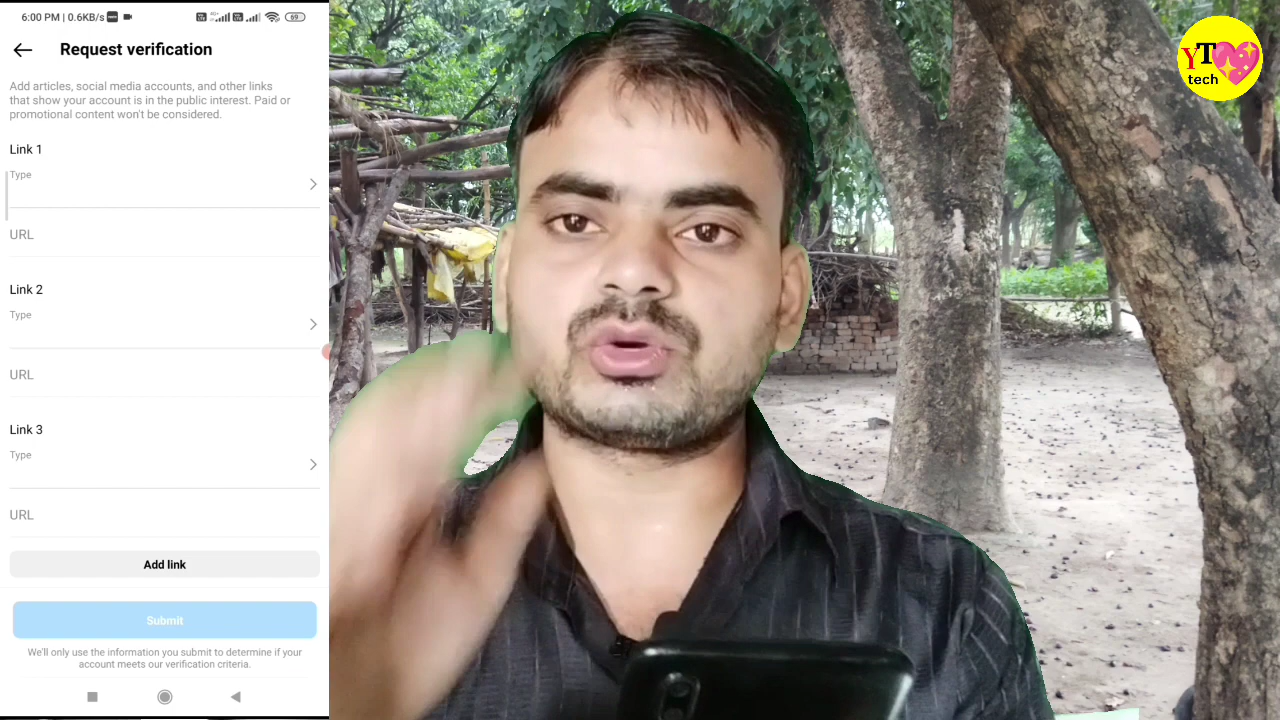 6:00 PM | 0.6KB/s
69
Request verification
Add articles, social media accounts, and other links
that show your account is in the public interest. Paid or
promotional content won't be considered.
Link 1
Type
URL
Link 2
Type
URL
Link 3
Type
URL
Add link
Submit
We'll only use the information you submit to determine if your
account meets our verification criteria.
YT
tech